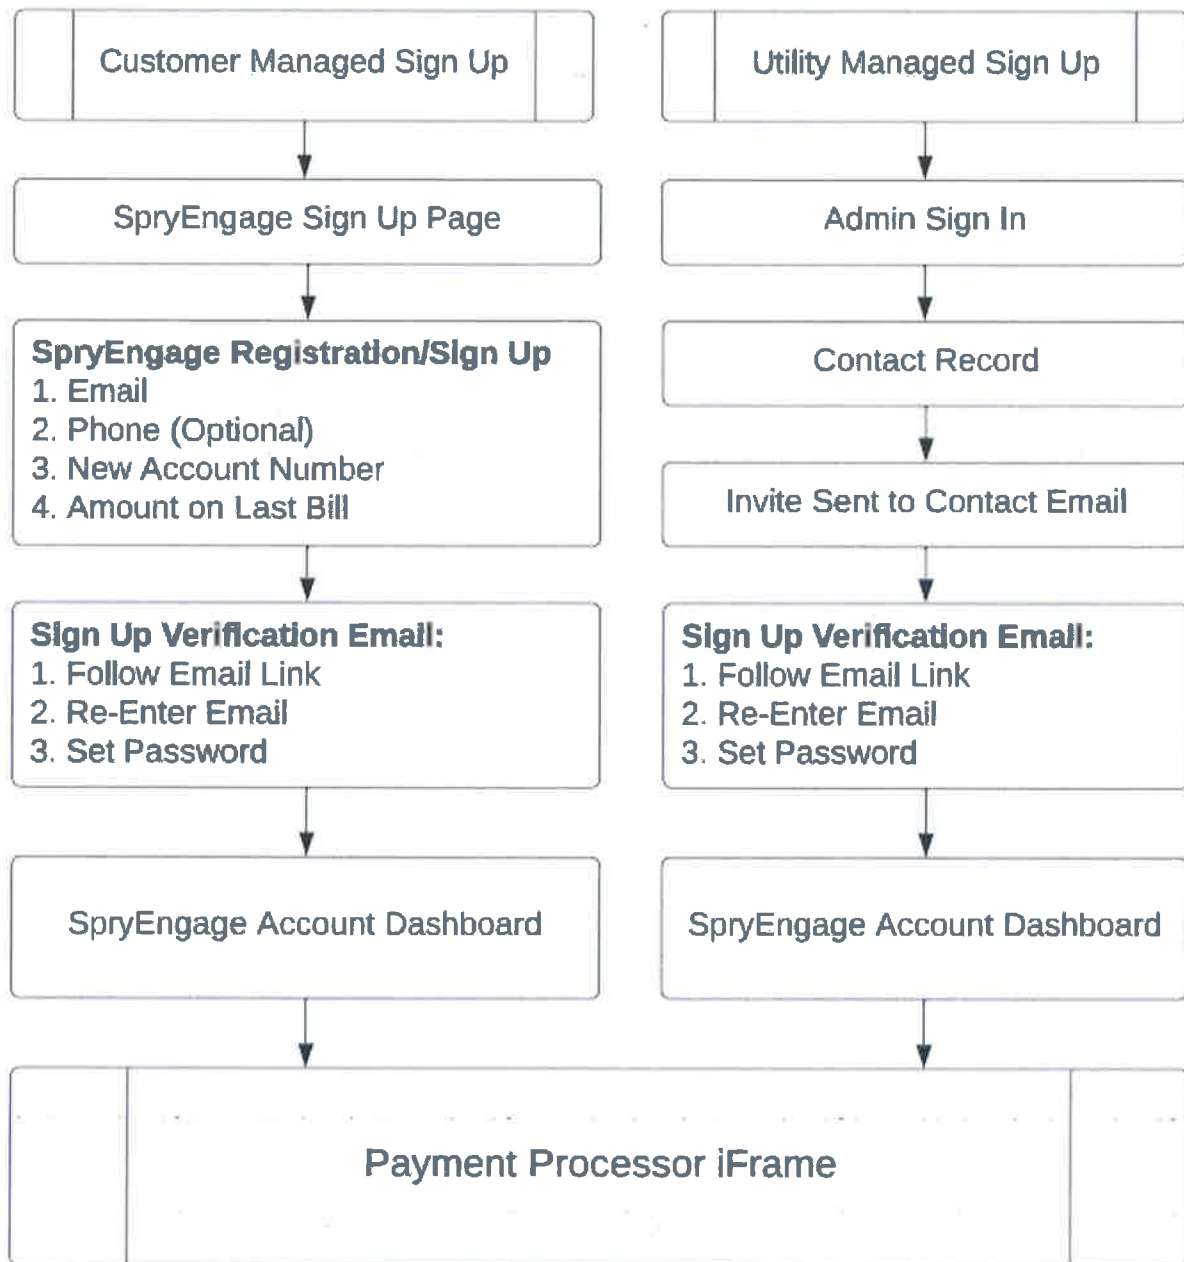 Customer Managed Sign Up
SpryEngage Sign Up Page
SpryEngage Registration/Sign Up
1. Email
2. Phone (Optional)
3. New Account Number
4. Amount on Last Bill
Sign Up Verification Email:
1. Follow Email Link
2. Re-Enter Email
3. Set Password
SpryEngage Account Dashboard
Utility Managed Sign Up
Admin Sign In
Contact Record
Invite Sent to Contact Email
Sign Up Verification Email:
1. Follow Email Link
2. Re-Enter Email
3. Set Password
SpryEngage Account Dashboard
Payment Processor iFrame